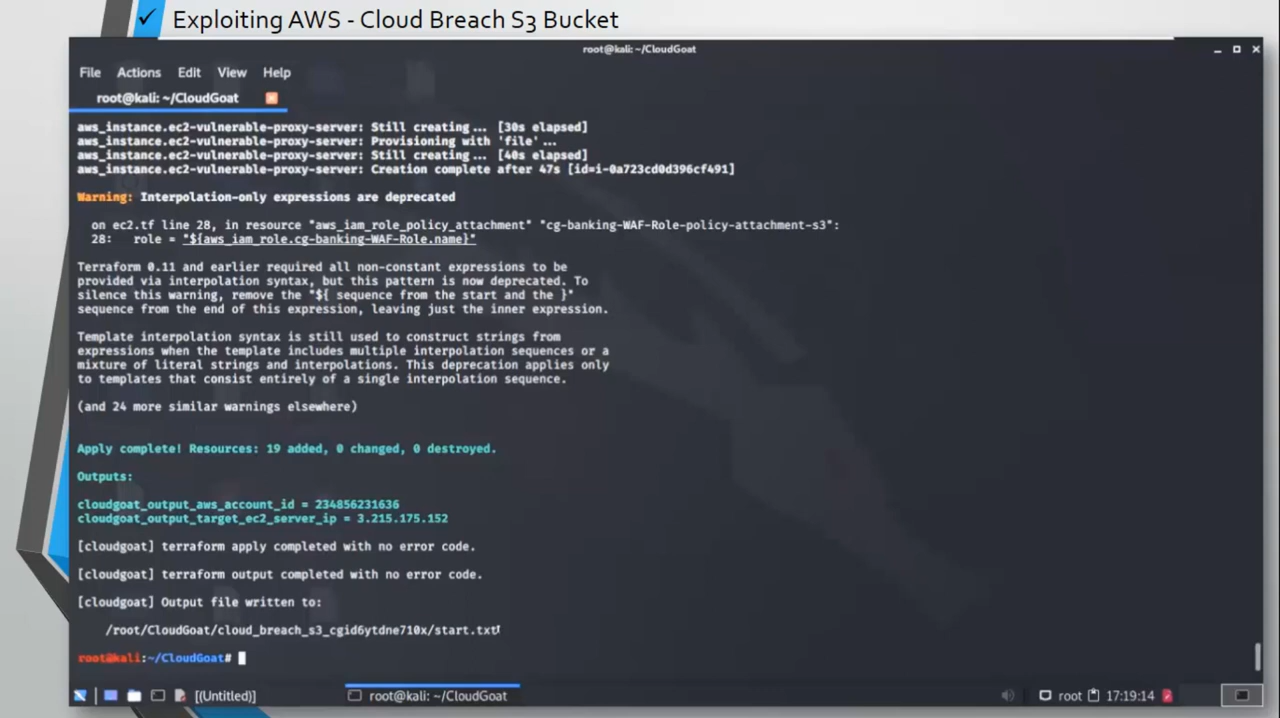 ✓ Exploiting AWS - Cloud Breach S3 Bucket
root@kali: ~/CloudGoat
File Actions Edit View Help
root@kali: ~/CloudGoat
aws_instance.ec2-vulnerable-proxy-server: Still creating... [30s elapsed]
aws_instance.ec2-vulnerable-proxy-server: Provisioning with 'file'...
aws_instance.ec2-vulnerable-proxy-server: Still creating... [40s elapsed]
aws_instance.ec2-vulnerable-proxy-server: Creation complete after 47s [id=i-0a723cd0d396cf491]
Warning: Interpolation-only expressions are deprecated
on ec2.tf line 28, in resource "aws_iam_role_policy_attachment" "cg-banking-WAF-Role-policy-attachment-s3":
28: role = "${aws_iam_role.cg-banking-WAF-Role.name}"
Terraform 0.11 and earlier required all non-constant expressions to be
provided via interpolation syntax, but this pattern is now deprecated. To
silence this warning, remove the "${ sequence from the start and the }"
sequence from the end of this expression, leaving just the inner expression.
Template interpolation syntax is still used to construct strings from
expressions when the template includes multiple interpolation sequences or a
mixture of literal strings and interpolations. This deprecation applies only
to templates that consist entirely of a single interpolation sequence.
(and 24 more similar warnings elsewhere)
Apply complete! Resources: 19 added, 0 changed, 0 destroyed.
Outputs:
cloudgoat_output_aws_account_id = 234856231636
cloudgoat_output_target_ec2_server_ip = 3.215.175.152
[cloudgoat] terraform apply completed with no error code.
[cloudgoat] terraform output completed with no error code.
[cloudgoat] Output file written to:
/root/CloudGoat/cloud_breach_s3_cgid6ytdne710x/start.txt
root@kali:~/CloudGoat#
[(Untitled)]
root@kali: ~/CloudGoat
root
17:19:14